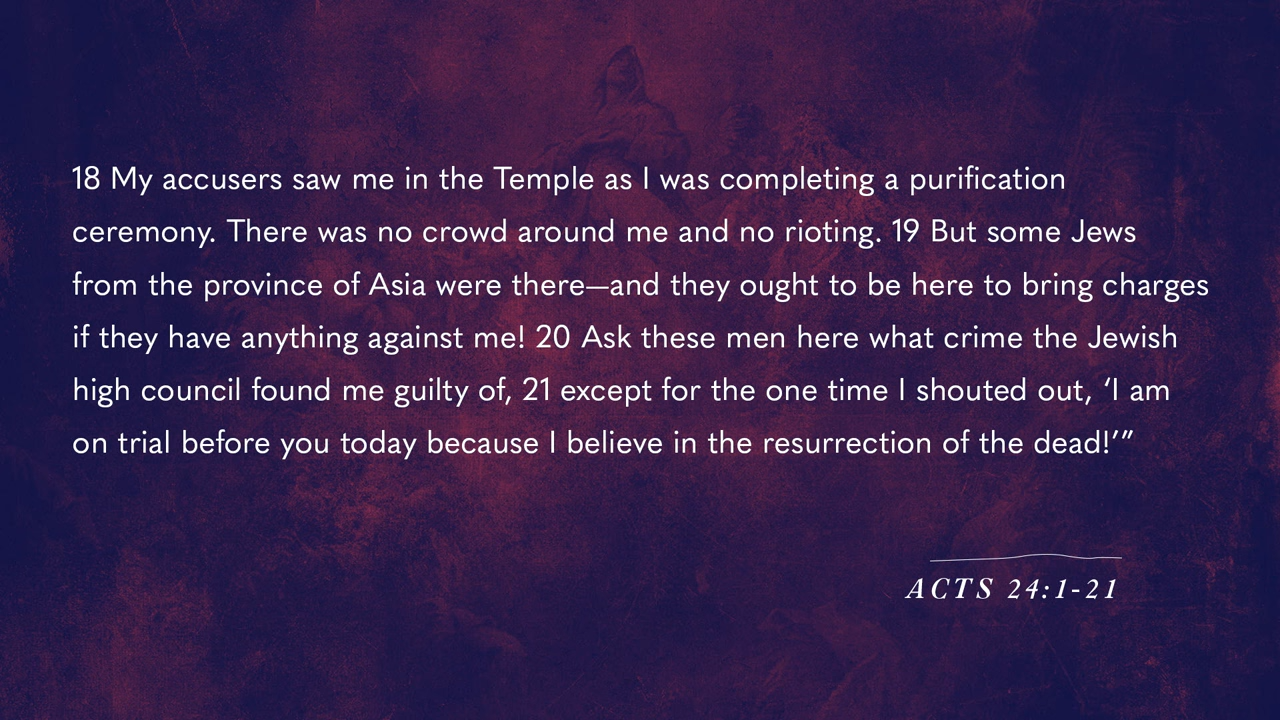 18 My accusers saw me in the Temple as I was completing a purification
ceremony. There was no crowd around me and no rioting. 19 But some Jews
from the province of Asia were there—and they ought to be here to bring charges
if they have anything against me! 20 Ask these men here what crime the Jewish
high council found me guilty of, 21 except for the one time I shouted out, ‘I am
on trial before you today because I believe in the resurrection of the dead!’”
ACTS 24:1-21